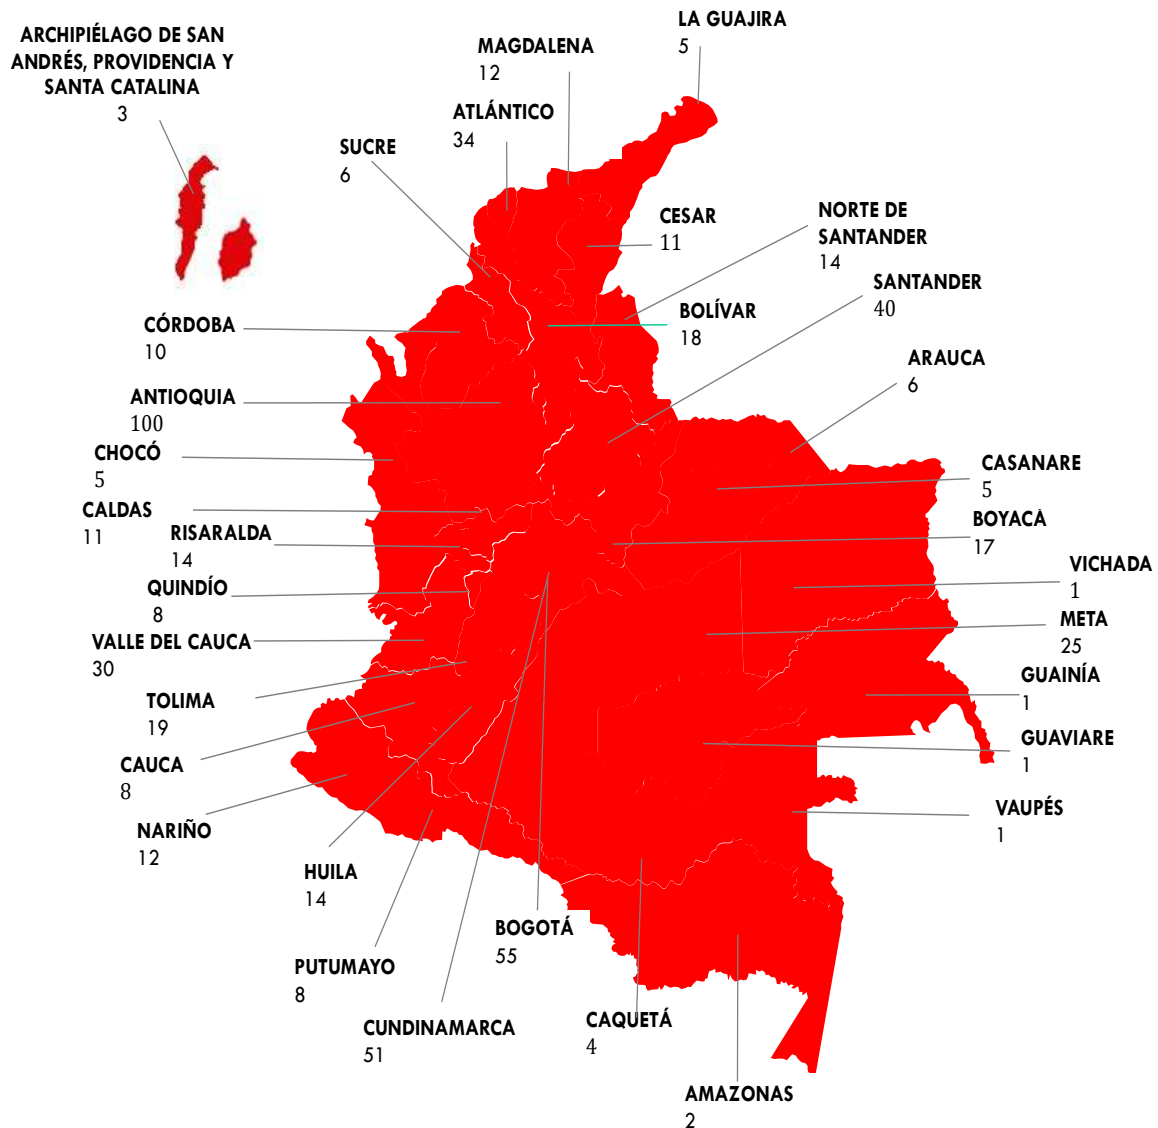 LA GUAJIRA
5
ARCHIPIÉLAGO DE SAN
ANDRÉS, PROVIDENCIA Y
SANTA CATALINA
3
MAGDALENA
12
ATLÁNTICO
34
SUCRE
6
CESAR
11
NORTE DE
SANTANDER
14
SANTANDER
40
BOLÍVAR
18
CÓRDOBA
10
ARAUCA
6
ANTIOQUIA
100
CHOCÓ
5
CASANARE
5
CALDAS
11
BOYACÁ
17
RISARALDA
14
VICHADA
1
QUINDÍO
8
META
25
VALLE DEL CAUCA
30
GUAINÍA
1
TOLIMA
19
GUAVIARE
1
CAUCA
8
VAUPÉS
1
NARIÑO
12
HUILA
14
BOGOTÁ
55
PUTUMAYO
8
CUNDINAMARCA
51
CAQUETÁ
4
AMAZONAS
2